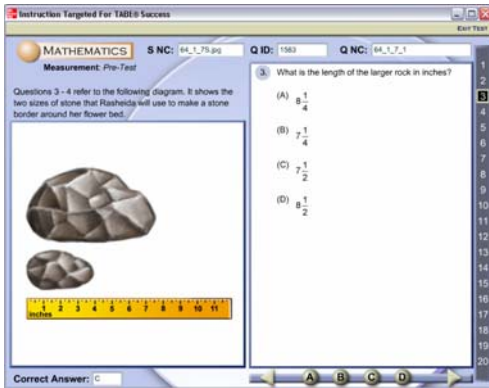 Instruction Targeted For TABE® Success
EXIT TEST
MATHEMATICS
S NC: 64_1_7S.jpg
Q ID: 1563
Q NC: 64_1_7_1
Measurement: Pre-Test
Questions 3 - 4 refer to the following diagram. It shows the
two sizes of stone that Rasheida will use to make a stone
border around her flower bed.
1 2 3 4 5 6 7 8 9 10 11
inches
3. What is the length of the larger rock in inches?
(A) 8 1/4
(B) 7 1/4
(C) 7 1/2
(D) 8 1/2
1
2
3
4
5
6
7
8
9
10
11
12
13
14
15
16
17
18
19
20
Correct Answer: C
A B C D